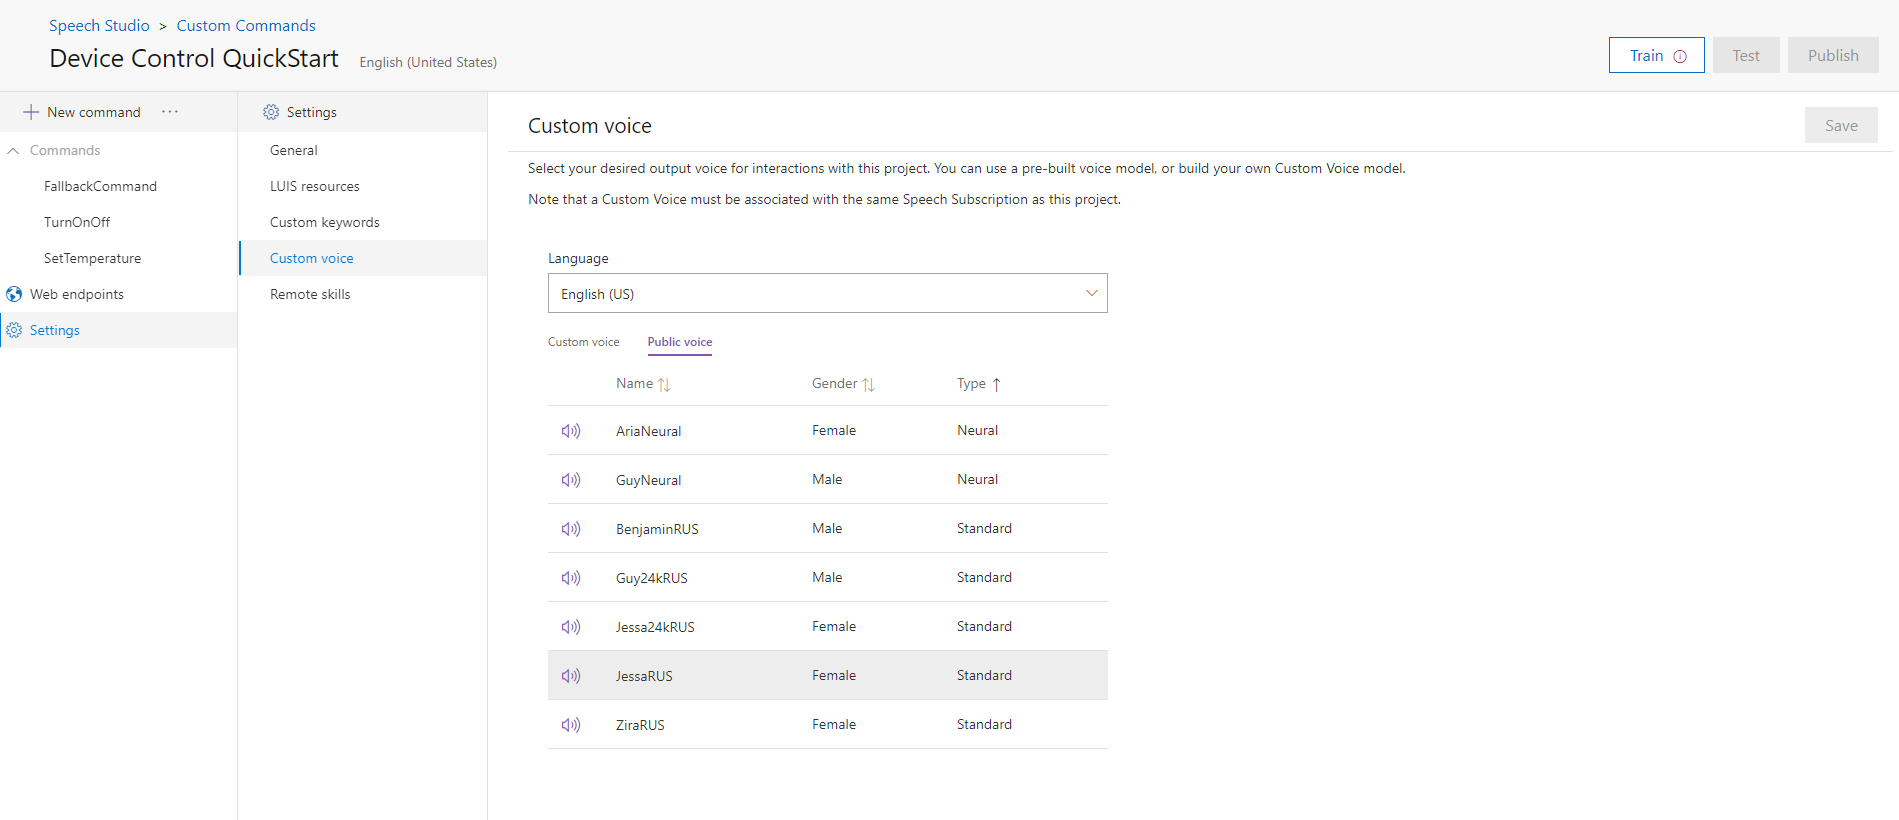 Speech Studio > Custom Commands
Device Control QuickStart English (United States)
Train Test Publish
New command ...
Commands
FallbackCommand
TurnOnOff
SetTemperature
Web endpoints
Settings
Settings
General
LUIS resources
Custom keywords
Custom voice
Remote skills
Custom voice
Save
Select your desired output voice for interactions with this project. You can use a pre-built voice model, or build your own Custom Voice model.
Note that a Custom Voice must be associated with the same Speech Subscription as this project.
Language
English (US)
Custom voice Public voice
Name Gender Type
AriaNeural Female Neural
GuyNeural Male Neural
BenjaminRUS Male Standard
Guy24kRUS Male Standard
Jessa24kRUS Female Standard
JessaRUS Female Standard
ZiraRUS Female Standard